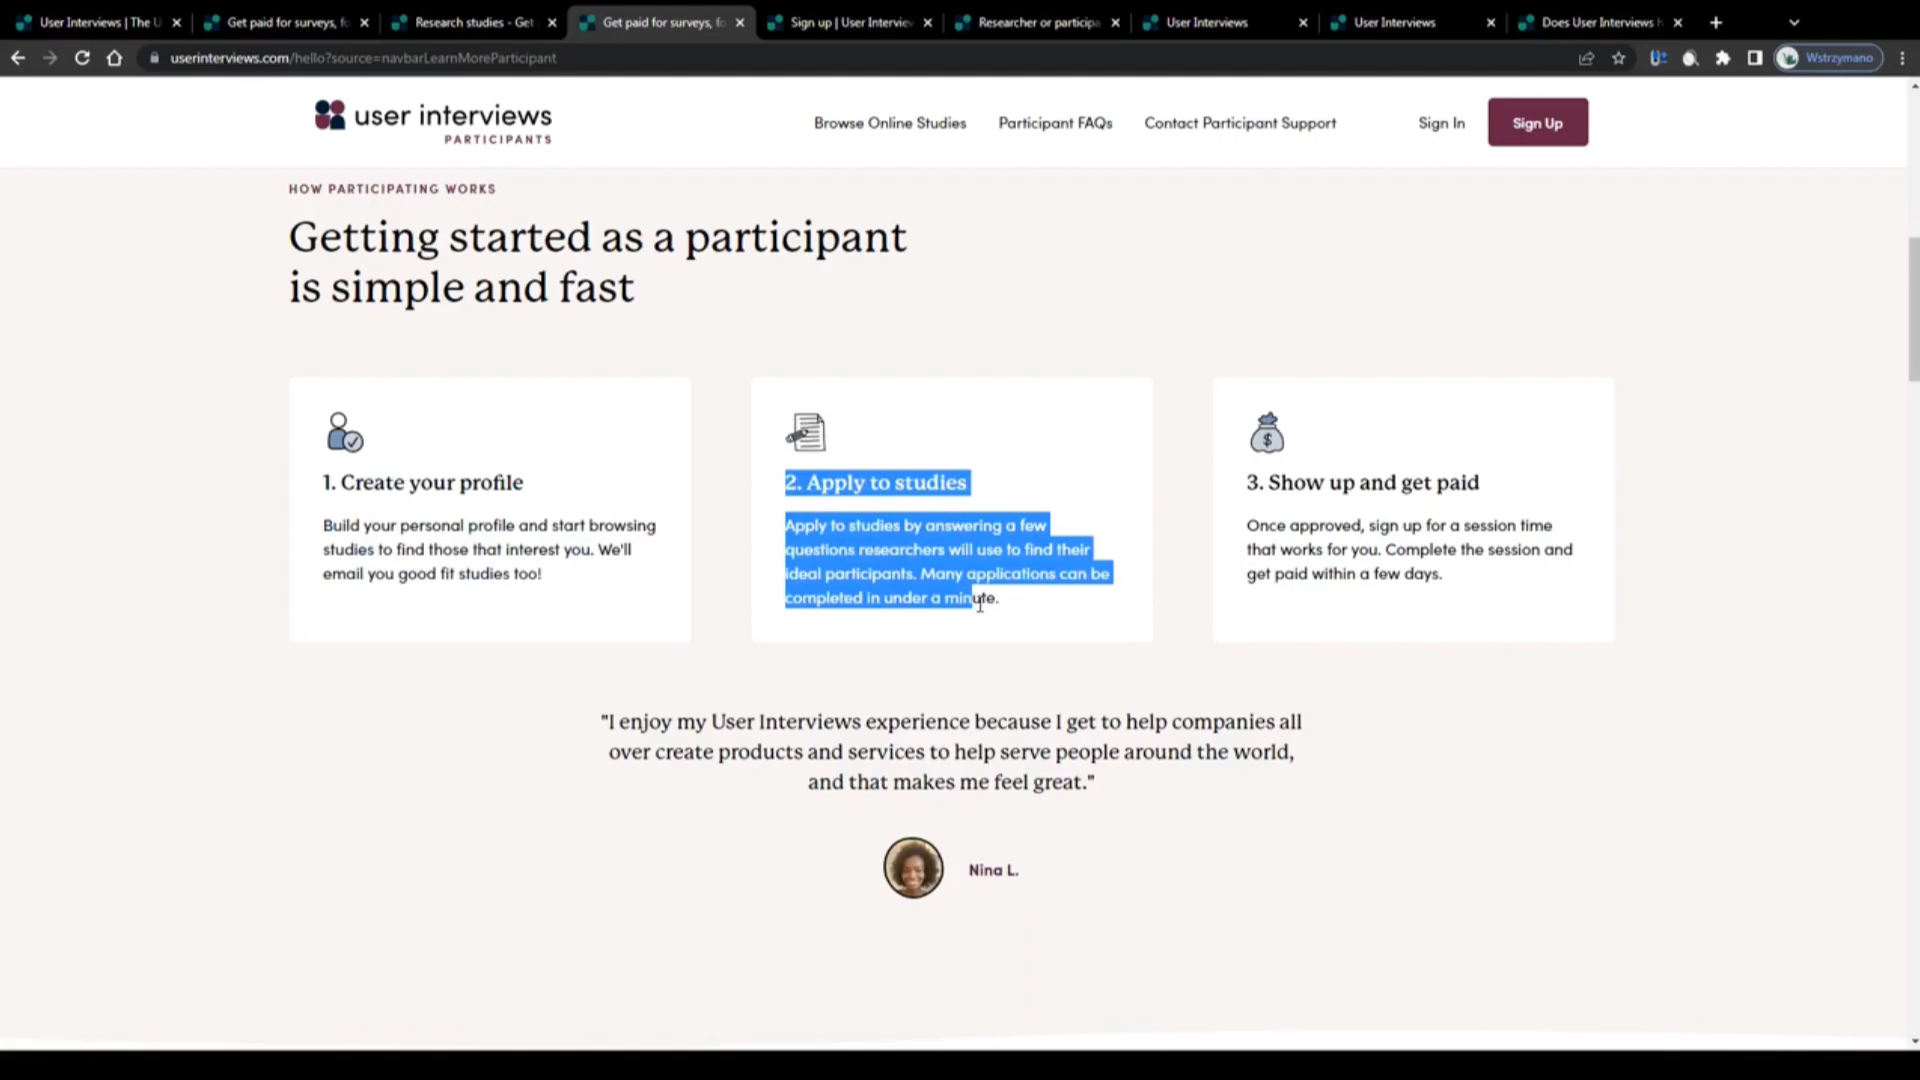 User Interviews | The U
Get paid for surveys, fo
Research studies - Get
Get paid for surveys, fo
Sign up | User Interview
Researcher or participa
User Interviews
User Interviews
Does User Interviews h
userinterviews.com/hello?source=navbarLearnMoreParticipant
Wstrzymano
user interviews
PARTICIPANTS
Browse Online Studies
Participant FAQs
Contact Participant Support
Sign In
Sign Up
HOW PARTICIPATING WORKS
Getting started as a participant
is simple and fast
1. Create your profile
Build your personal profile and start browsing
studies to find those that interest you. We'll
email you good fit studies too!
2. Apply to studies
Apply to studies by answering a few
questions researchers will use to find their
ideal participants. Many applications can be
completed in under a minute.
3. Show up and get paid
Once approved, sign up for a session time
that works for you. Complete the session and
get paid within a few days.
"I enjoy my User Interviews experience because I get to help companies all
over create products and services to help serve people around the world,
and that makes me feel great."
Nina L.